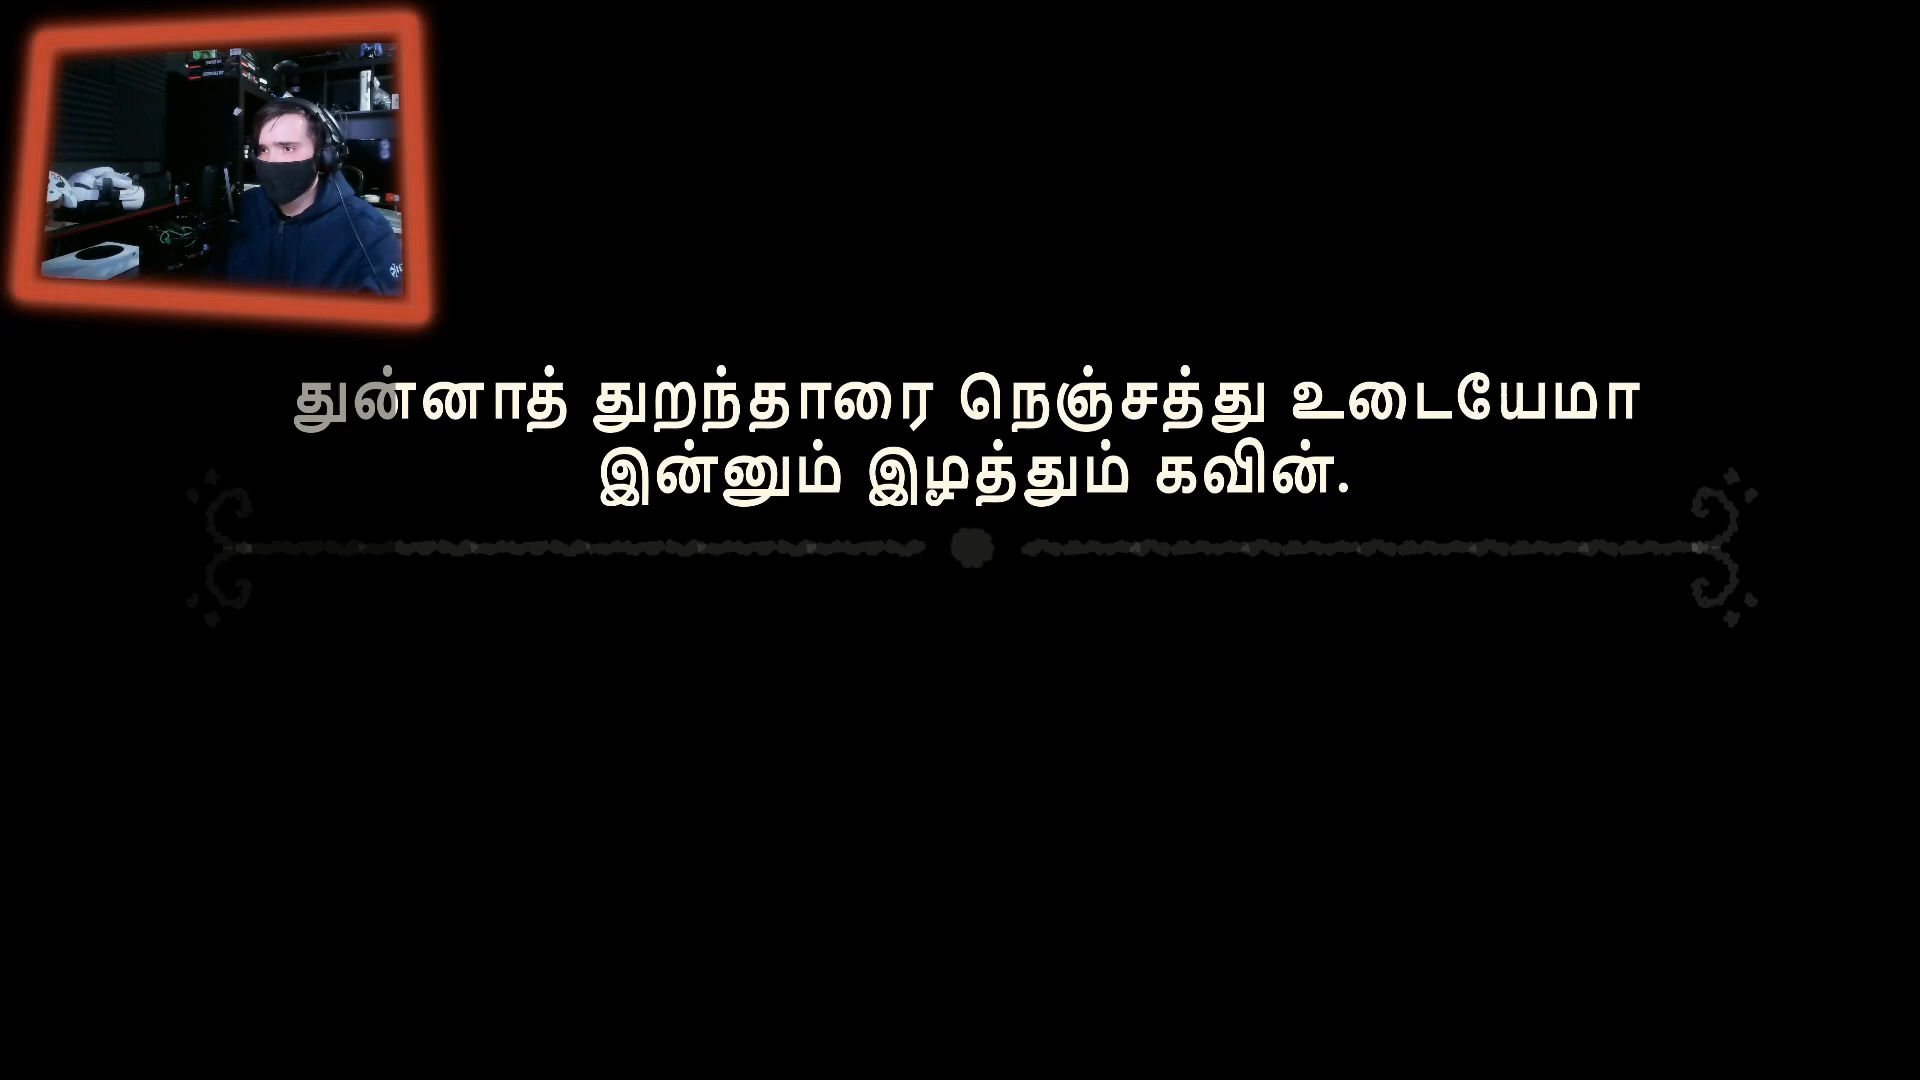 துன்னாத் துறந்தாரை நெஞ்சத்து உடையேமா
இன்னும் இழத்தும் கவின்.